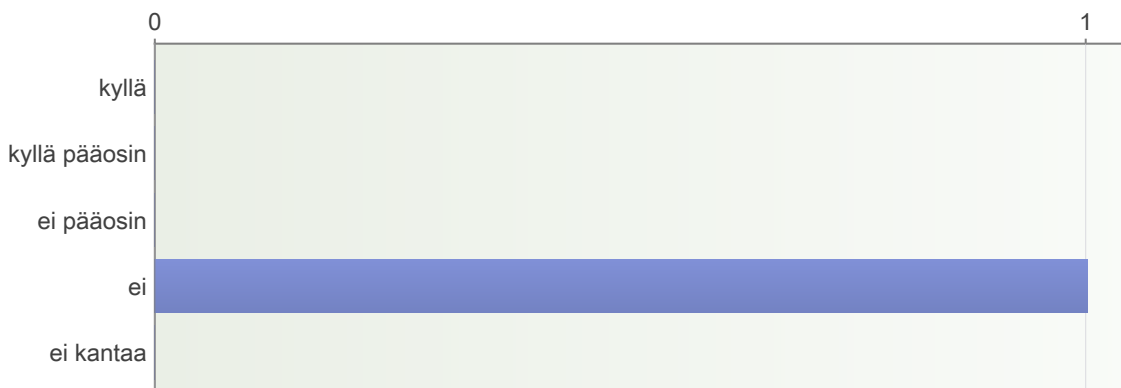 0 1
kyllä
kyllä pääosin
ei pääosin
ei
ei kantaa